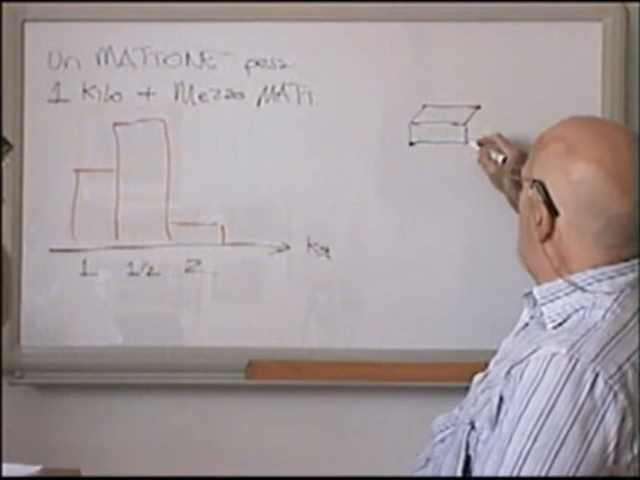 Un MATTONE pesa
1 Kilo + Mezzo MATT.
Kg
1 1/2 2